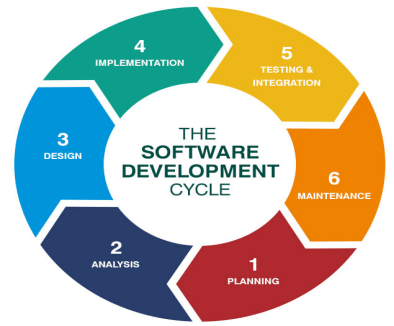 THE
SOFTWARE
DEVELOPMENT
CYCLE
1
PLANNING
2
ANALYSIS
3
DESIGN
4
IMPLEMENTATION
5
TESTING &
INTEGRATION
6
MAINTENANCE